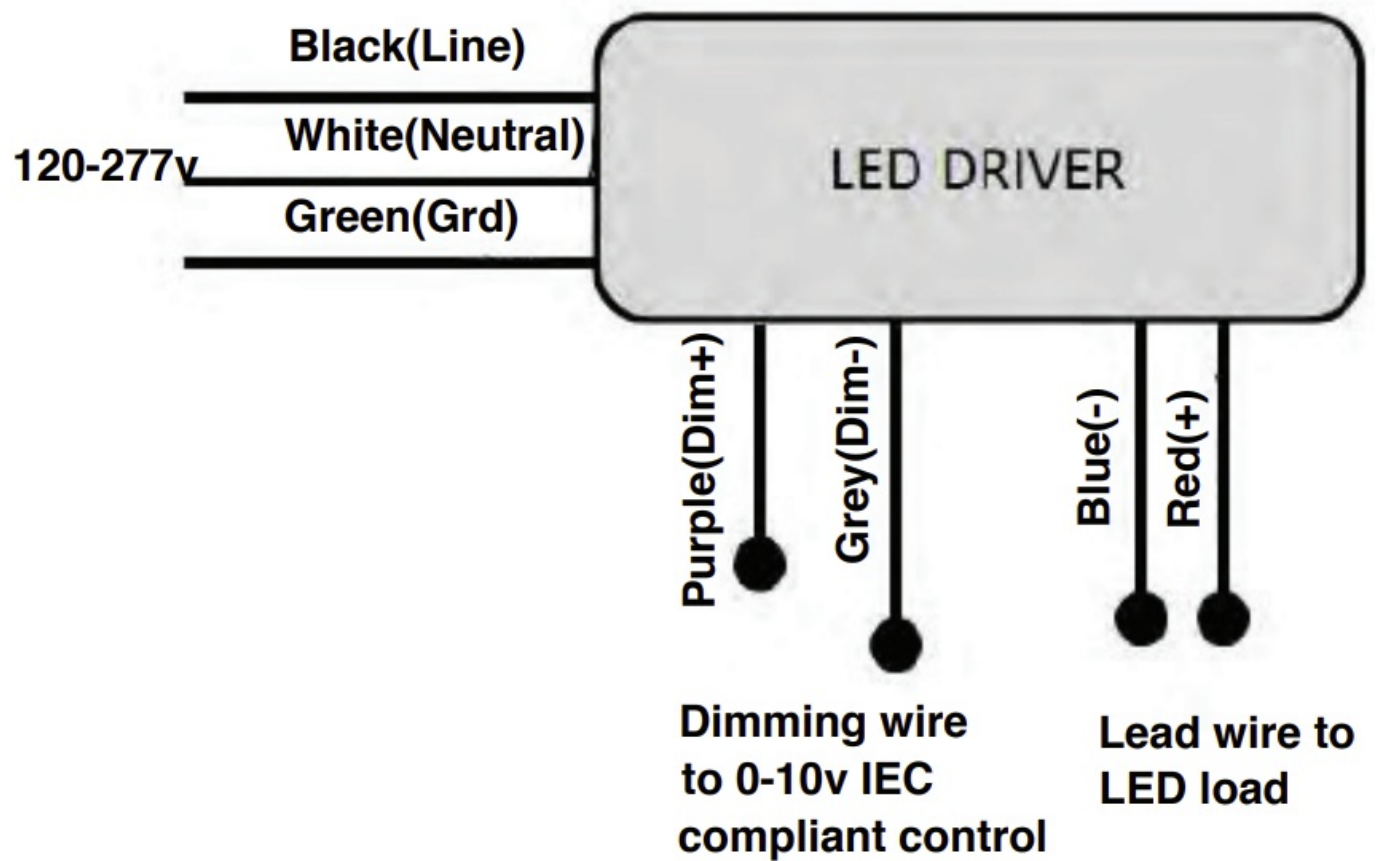 Black(Line)
White(Neutral)
120-277v
Green(Grd)
LED DRIVER
Purple(Dim+)
Grey(Dim-)
Blue(-)
Red(+)
Dimming wire
to 0-10v IEC
compliant control
Lead wire to
LED load